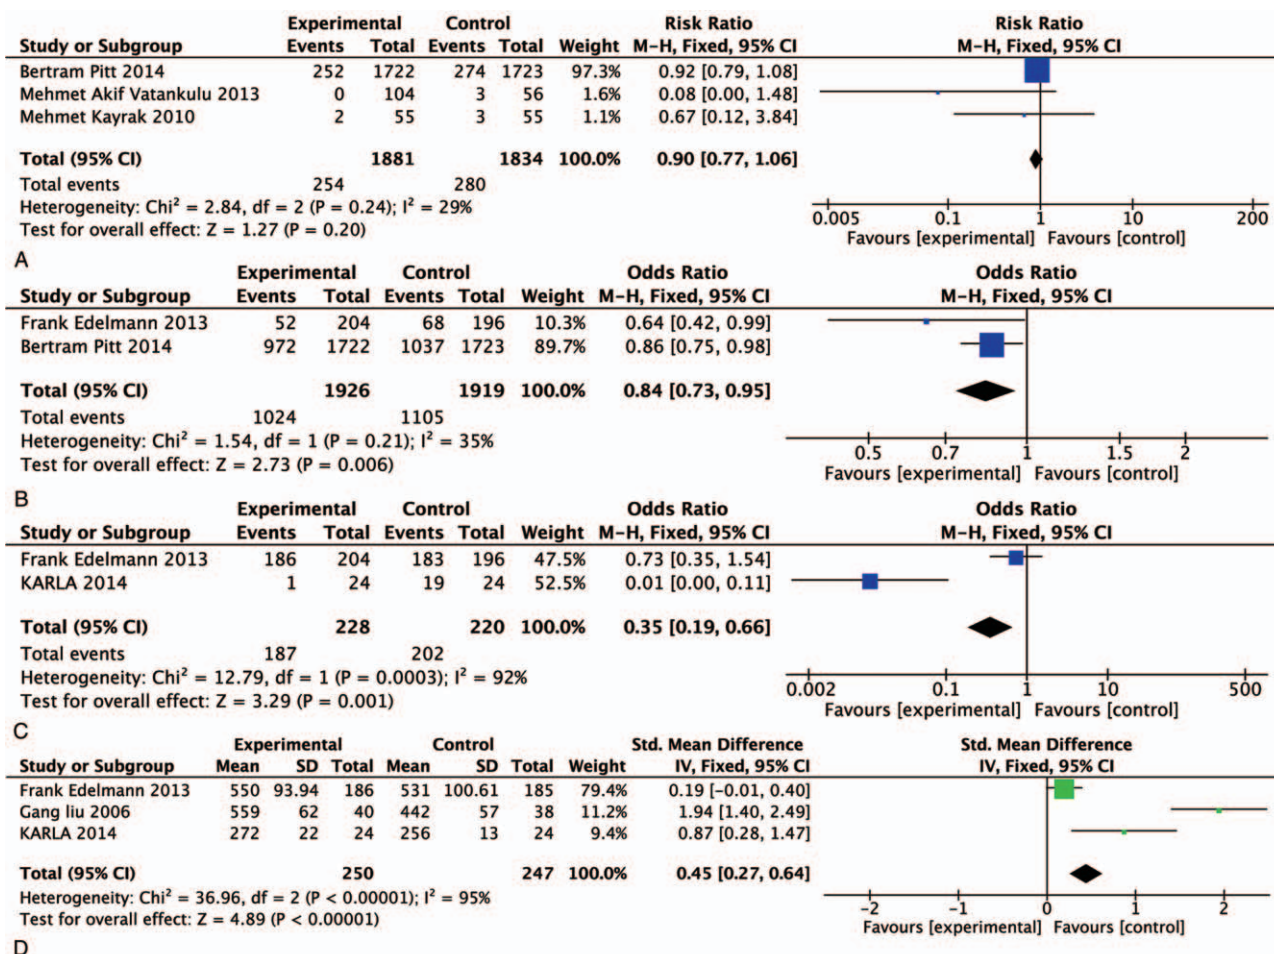 Experimental Control Risk Ratio Risk Ratio
Study or Subgroup Events Total Events Total Weight M-H, Fixed, 95% CI M-H, Fixed, 95% CI
Bertram Pitt 2014 252 1722 274 1723 97.3% 0.92 [0.79, 1.08]
Mehmet Akif Vatankulu 2013 0 104 3 56 1.6% 0.08 [0.00, 1.48]
Mehmet Kayrak 2010 2 55 3 55 1.1% 0.67 [0.12, 3.84]
Total (95% CI) 1881 1834 100.0% 0.90 [0.77, 1.06]
Total events 254 280
Heterogeneity: Chi² = 2.84, df = 2 (P = 0.24); I² = 29%
Test for overall effect: Z = 1.27 (P = 0.20)
0.005 0.1 1 10 200
Favours [experimental] Favours [control]
A
Experimental Control Odds Ratio Odds Ratio
Study or Subgroup Events Total Events Total Weight M-H, Fixed, 95% CI M-H, Fixed, 95% CI
Frank Edelmann 2013 52 204 68 196 10.3% 0.64 [0.42, 0.99]
Bertram Pitt 2014 972 1722 1037 1723 89.7% 0.86 [0.75, 0.98]
Total (95% CI) 1926 1919 100.0% 0.84 [0.73, 0.95]
Total events 1024 1105
Heterogeneity: Chi² = 1.54, df = 1 (P = 0.21); I² = 35%
Test for overall effect: Z = 2.73 (P = 0.006)
0.5 0.7 1 1.5 2
Favours [experimental] Favours [control]
B
Experimental Control Odds Ratio Odds Ratio
Study or Subgroup Events Total Events Total Weight M-H, Fixed, 95% CI M-H, Fixed, 95% CI
Frank Edelmann 2013 186 204 183 196 47.5% 0.73 [0.35, 1.54]
KARLA 2014 1 24 19 24 52.5% 0.01 [0.00, 0.11]
Total (95% CI) 228 220 100.0% 0.35 [0.19, 0.66]
Total events 187 202
Heterogeneity: Chi² = 12.79, df = 1 (P = 0.0003); I² = 92%
Test for overall effect: Z = 3.29 (P = 0.001)
0.002 0.1 1 10 500
Favours [experimental] Favours [control]
C
Experimental Control Std. Mean Difference Std. Mean Difference
Study or Subgroup Mean SD Total Mean SD Total Weight IV, Fixed, 95% CI IV, Fixed, 95% CI
Frank Edelmann 2013 550 93.94 186 531 100.61 185 79.4% 0.19 [-0.01, 0.40]
Gang liu 2006 559 62 40 442 57 38 11.2% 1.94 [1.40, 2.49]
KARLA 2014 272 22 24 256 13 24 9.4% 0.87 [0.28, 1.47]
Total (95% CI) 250 247 100.0% 0.45 [0.27, 0.64]
Heterogeneity: Chi² = 36.96, df = 2 (P < 0.00001); I² = 95%
Test for overall effect: Z = 4.89 (P < 0.00001)
-2 -1 0 1 2
Favours [experimental] Favours [control]
D